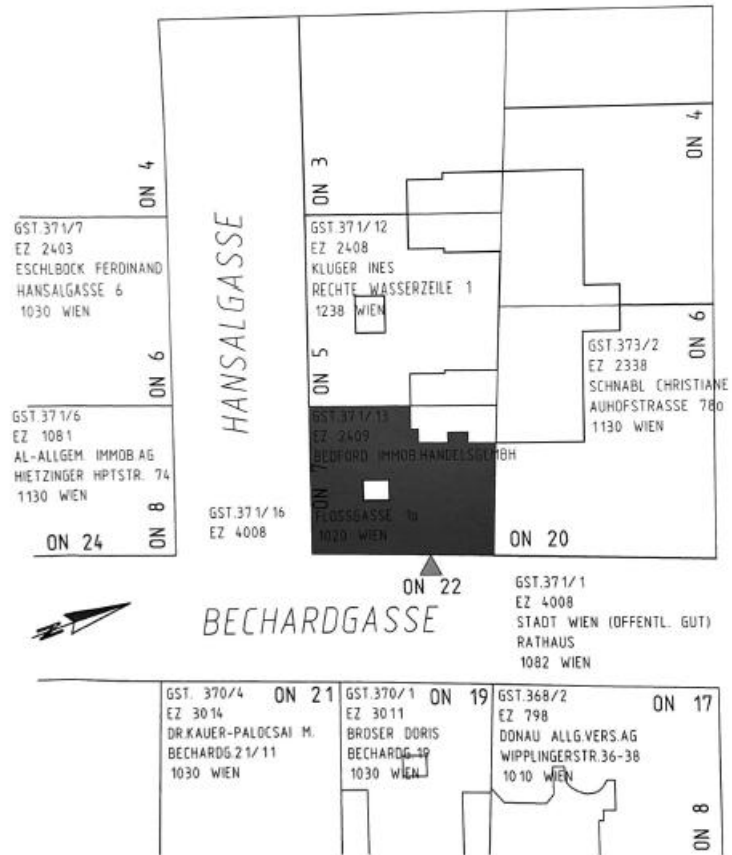 ON 4
ON 3
ON 4
HANSALGASSE
GST.371/7
EZ 2403
ESCHLBÖCK FERDINAND
HANSALGASSE 6
1030 WIEN
ON 6
GST.371/12
EZ 2408
KLUGER INES
RECHTE WASSERZEILE 1
1238 WIEN
ON 5
GST.373/2
EZ 2338
SCHNABL CHRISTIANE
AUHOFSTRASSE 780
1130 WIEN
ON 6
GST.371/6
EZ 1081
AL-ALLGEM. IMMOB.AG
HIETZINGER HPTSTR. 74
1130 WIEN
ON 8
ON 24
GST.371/16
EZ 4008
GST.371/13
EZ 2409
BEDFORD IMMOB.HANDELSGEMBH
ON 7
FLOSSGASSE 1a
1020 WIEN
ON 20
ON 22
GST.371/1
EZ 4008
STADT WIEN (ÖFFENTL. GUT)
RATHAUS
1082 WIEN
N
BECHARDGASSE
GST. 370/4
ON 21
EZ 3014
DR.KAUER-PALOCSAI M.
BECHARDG.21/11
1030 WIEN
GST.370/1
ON 19
EZ 3011
BROSER DORIS
BECHARDG.19
1030 WIEN
GST.368/2
ON 17
EZ 798
DONAU ALLG.VERS.AG
WIPPLINGERSTR.36-38
1010 WIEN
ON 8